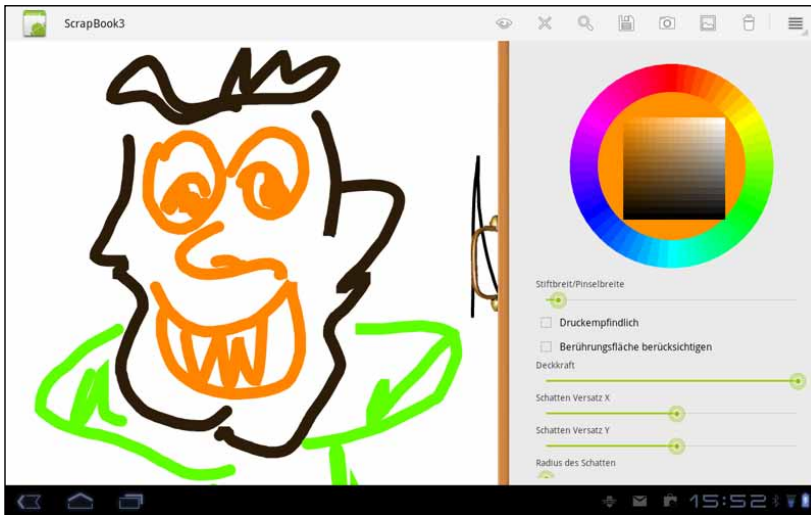 ScrapBook3
Stiftbreit/Pinselbreite
Druckempfindlich
Berührungsfläche berücksichtigen
Deckkraft
Schatten Versatz X
Schatten Versatz Y
Radius des Schatten
15:52